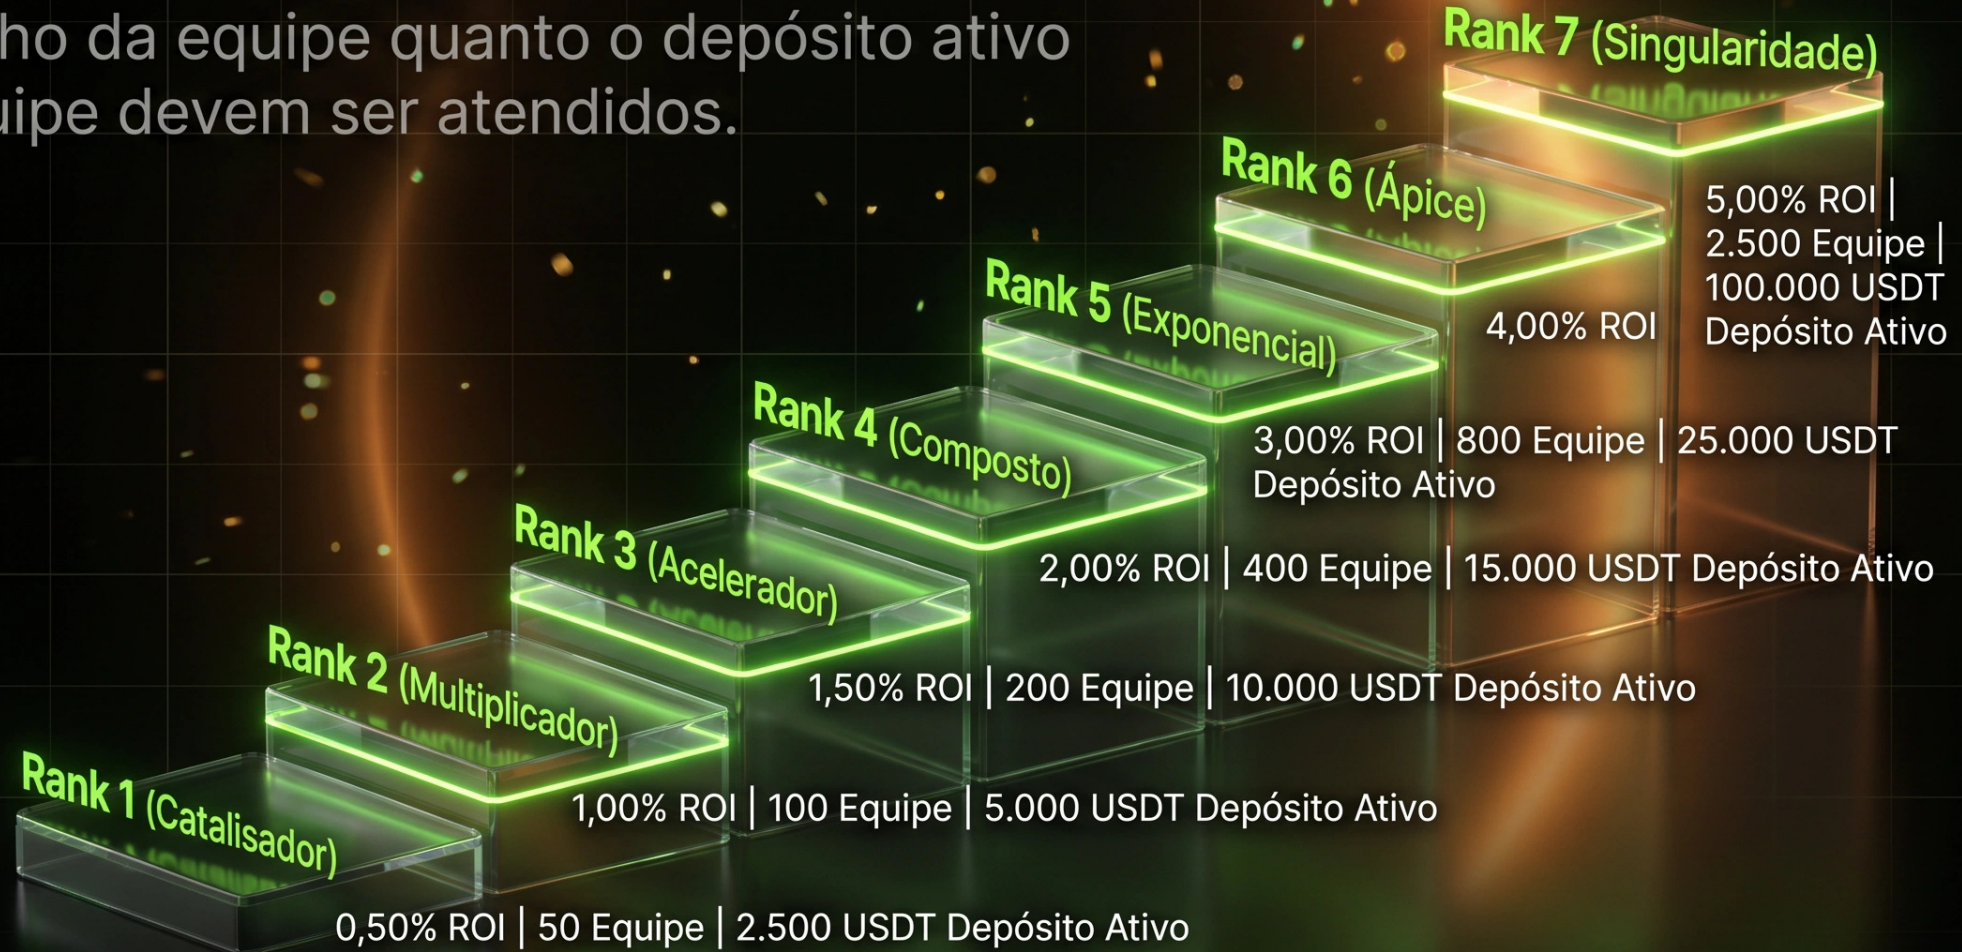 ho da equipe quanto o depósito ativo
uipe devem ser atendidos.
Rank 7 (Singularidade)
5,00% ROI |
2.500 Equipe |
100.000 USDT
Depósito Ativo
Rank 6 (Ápice)
4,00% ROI
Rank 5 (Exponencial)
3,00% ROI | 800 Equipe | 25.000 USDT
Depósito Ativo
Rank 4 (Composto)
2,00% ROI | 400 Equipe | 15.000 USDT Depósito Ativo
Rank 3 (Acelerador)
1,50% ROI | 200 Equipe | 10.000 USDT Depósito Ativo
Rank 2 (Multiplicador)
1,00% ROI | 100 Equipe | 5.000 USDT Depósito Ativo
Rank 1 (Catalisador)
0,50% ROI | 50 Equipe | 2.500 USDT Depósito Ativo